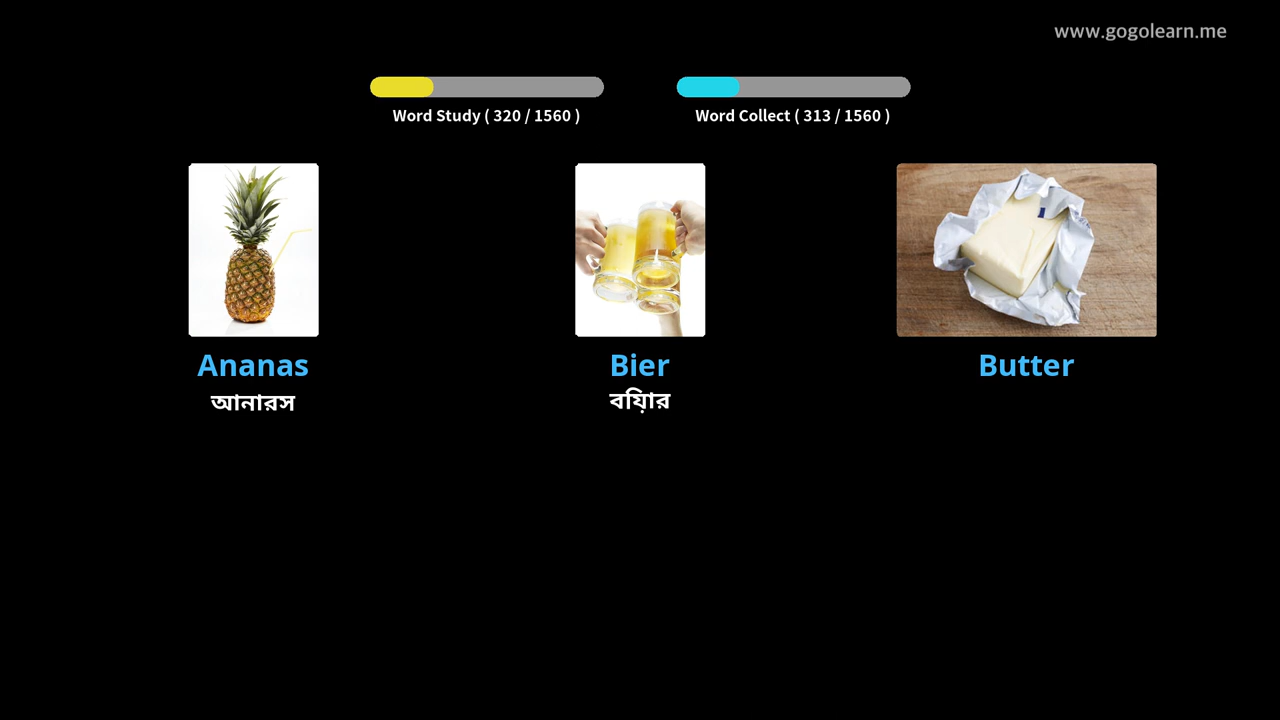 www.gogolearn.me
Word Study ( 320 / 1560 )
Word Collect ( 313 / 1560 )
Ananas
Bier
Butter
আনারস
বিয়ার